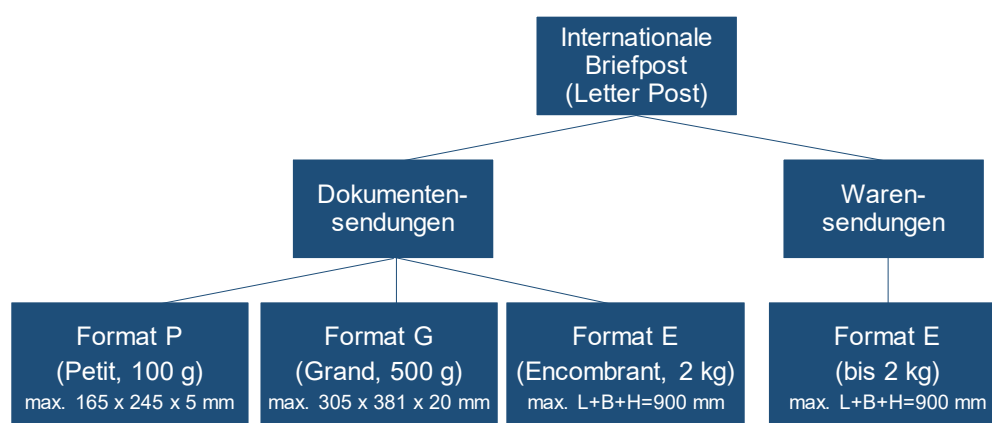 Internationale
Briefpost
(Letter Post)
Dokumenten-
sendungen
Waren-
sendungen
Format P
(Petit, 100 g)
max. 165 x 245 x 5 mm
Format G
(Grand, 500 g)
max. 305 x 381 x 20 mm
Format E
(Encombrant, 2 kg)
max. L+B+H=900 mm
Format E
(bis 2 kg)
max. L+B+H=900 mm